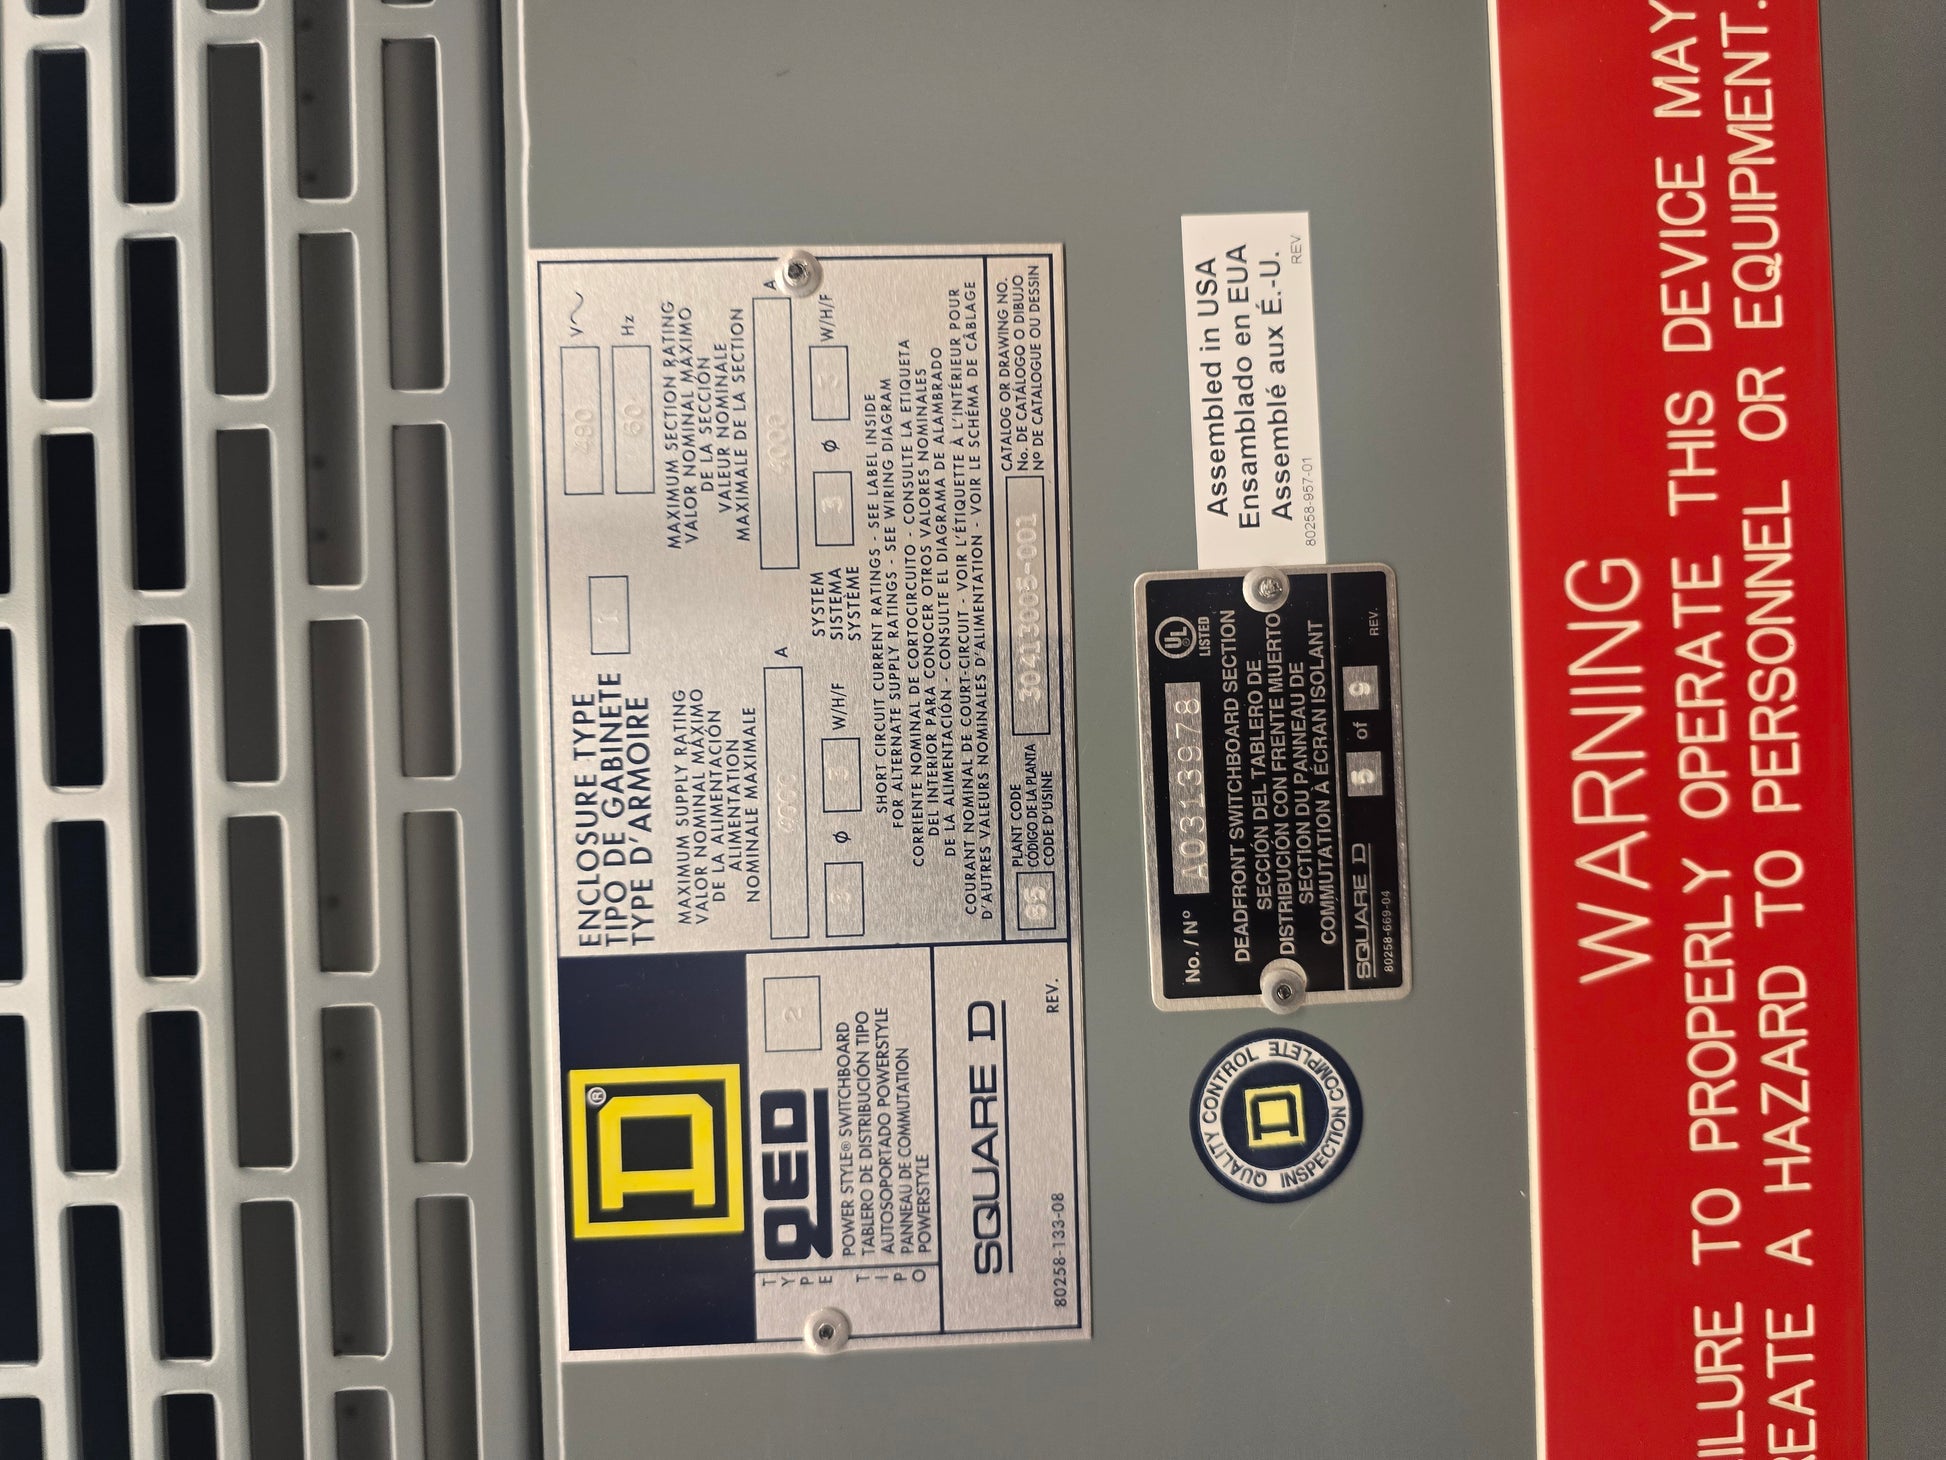 ®
TYPE
TIPO
QED 2
POWER STYLE® SWITCHBOARD
TABLERO DE DISTRIBUCIÓN TIPO
AUTOSOPORTADO POWERSTYLE
PANNEAU DE COMMUTATION
POWERSTYLE
SQUARE D
80258-133-08 REV.
ENCLOSURE TYPE
TIPO DE GABINETE
TYPE D'ARMOIRE
1
480 V~
60 Hz
MAXIMUM SUPPLY RATING
VALOR NOMINAL MÁXIMO
DE LA ALIMENTACIÓN
ALIMENTATION
NOMINALE MAXIMALE
A
MAXIMUM SECTION RATING
VALOR NOMINAL MÁXIMO
DE LA SECCIÓN
VALEUR NOMINALE
MAXIMALE DE LA SECTION
4000 A
3 ø 3 W/H/F
SYSTEM
SISTEMA
SYSTÈME
3 ø 3 W/H/F
SHORT CIRCUIT CURRENT RATINGS - SEE LABEL INSIDE
FOR ALTERNATE SUPPLY RATINGS - SEE WIRING DIAGRAM
CORRIENTE NOMINAL DE CORTOCIRCUITO - CONSULTE LA ETIQUETA
DEL INTERIOR PARA CONOCER OTROS VALORES NOMINALES
DE LA ALIMENTACIÓN - CONSULTE EL DIAGRAMA DE ALAMBRADO
COURANT NOMINAL DE COURT-CIRCUIT - VOIR L'ÉTIQUETTE À L'INTÉRIEUR POUR
D'AUTRES VALEURS NOMINALES D'ALIMENTATION - VOIR LE SCHÉMA DE CÂBLAGE
85
PLANT CODE
CÓDIGO DE LA PLANTA
CODE D'USINE
30413005-001
CATALOG OR DRAWING NO.
No. DE CATÁLOGO O DIBUJO
Nº DE CATALOGUE OU DESSIN
QUALITY CONTROL
INSPECTION COMPLETE
No. / Nº A0313978
UL
LISTED
DEADFRONT SWITCHBOARD SECTION
SECCIÓN DEL TABLERO DE
DISTRIBUCIÓN CON FRENTE MUERTO
SECTION DU PANNEAU DE
COMMUTATION À ÉCRAN ISOLANT
SQUARE D 5 of 9
80258-669-04 REV.
Assembled in USA
Ensamblado en EUA
Assemblé aux É.-U.
80258-957-01 REV
WARNING
ILURE TO PROPERLY OPERATE THIS DEVICE MAY
REATE A HAZARD TO PERSONNEL OR EQUIPMENT.